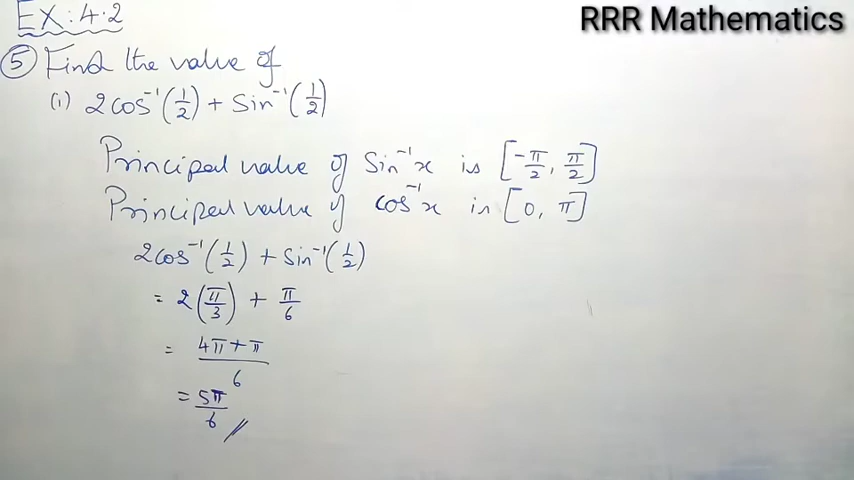 EX: 4.2
RRR Mathematics
⑤ Find the value of
(i) 2cos⁻¹(1/2) + Sin⁻¹(1/2)
Principal value of Sin⁻¹x is [-π/2, π/2]
Principal value of cos⁻¹x is [0, π]
2cos⁻¹(1/2) + Sin⁻¹(1/2)
= 2(π/3) + π/6
= 4π+π/6
= 5π/6 //